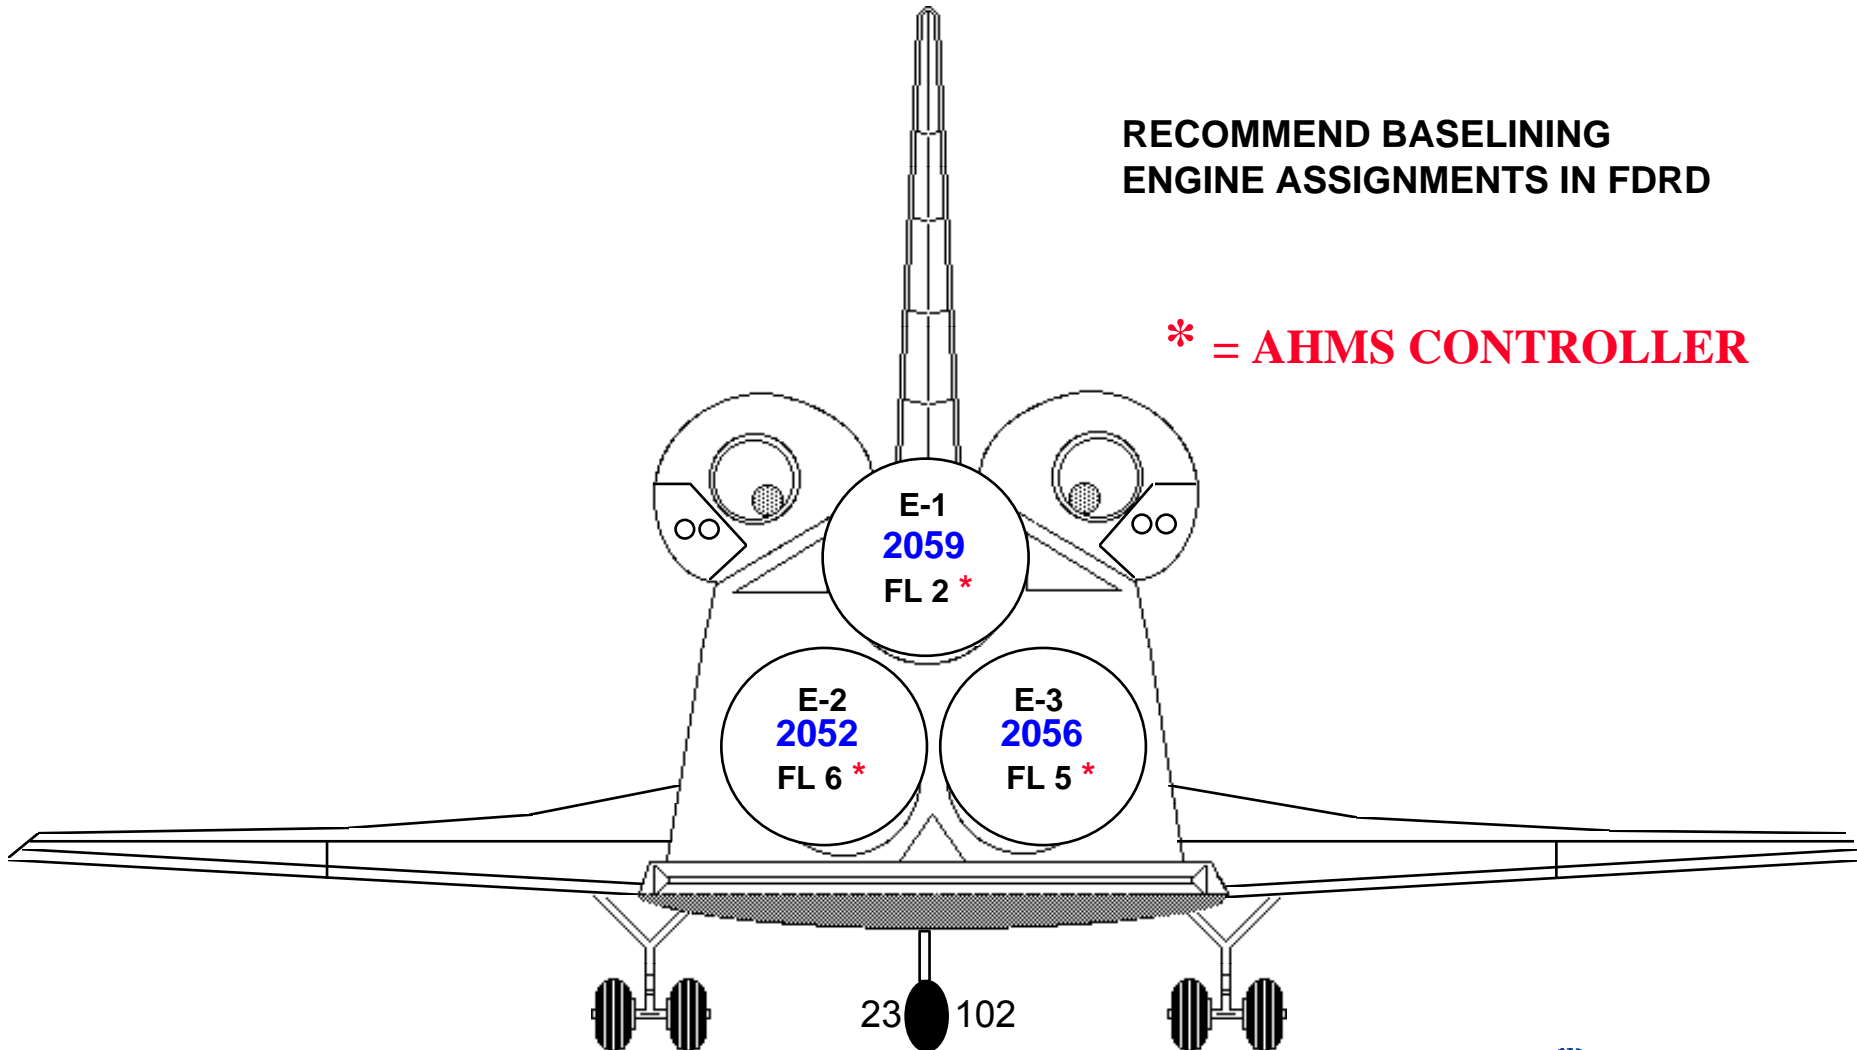 RECOMMEND BASELINING
ENGINE ASSIGNMENTS IN FDRD
* = AHMS CONTROLLER
E-1
2059
FL 2 *
E-2
2052
FL 6 *
E-3
2056
FL 5 *
23 102